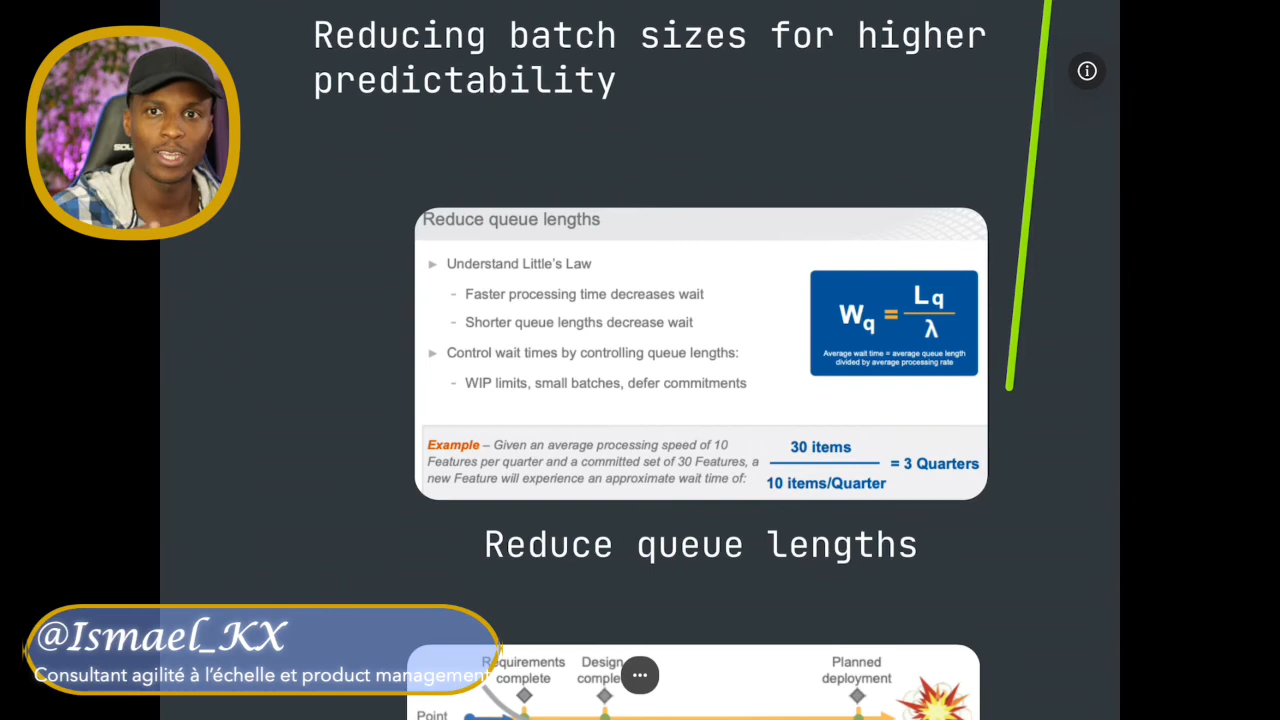 Reducing batch sizes for higher
predictability
Reduce queue lengths
Understand Little's Law
- Faster processing time decreases wait
- Shorter queue lengths decrease wait
Control wait times by controlling queue lengths:
- WIP limits, small batches, defer commitments
Wq = Lq
λ
Average wait time = average queue length
divided by average processing rate
Example – Given an average processing speed of 10
Features per quarter and a committed set of 30 Features, a
new Feature will experience an approximate wait time of:
30 items
10 items/Quarter
= 3 Quarters
Reduce queue lengths
@Ismael_KX
Consultant agilité à l'échelle et product management
Requirements
complete
Design
Planned
deployment
Point